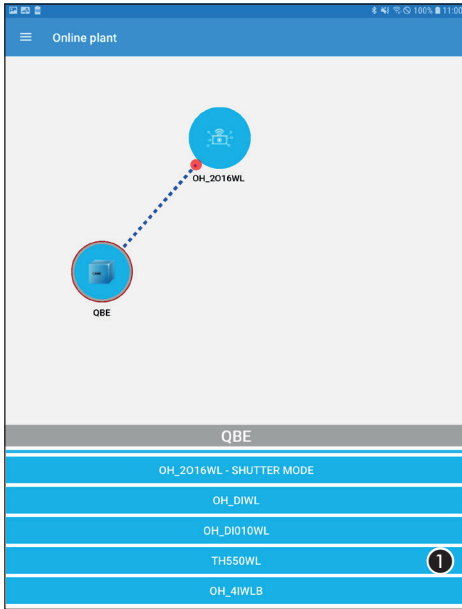 100% 11:00
Online plant
OH_2O16WL
QBE
QBE
OH_2O16WL - SHUTTER MODE
OH_DIWL
OH_DI010WL
TH550WL
1
OH_4IWLB